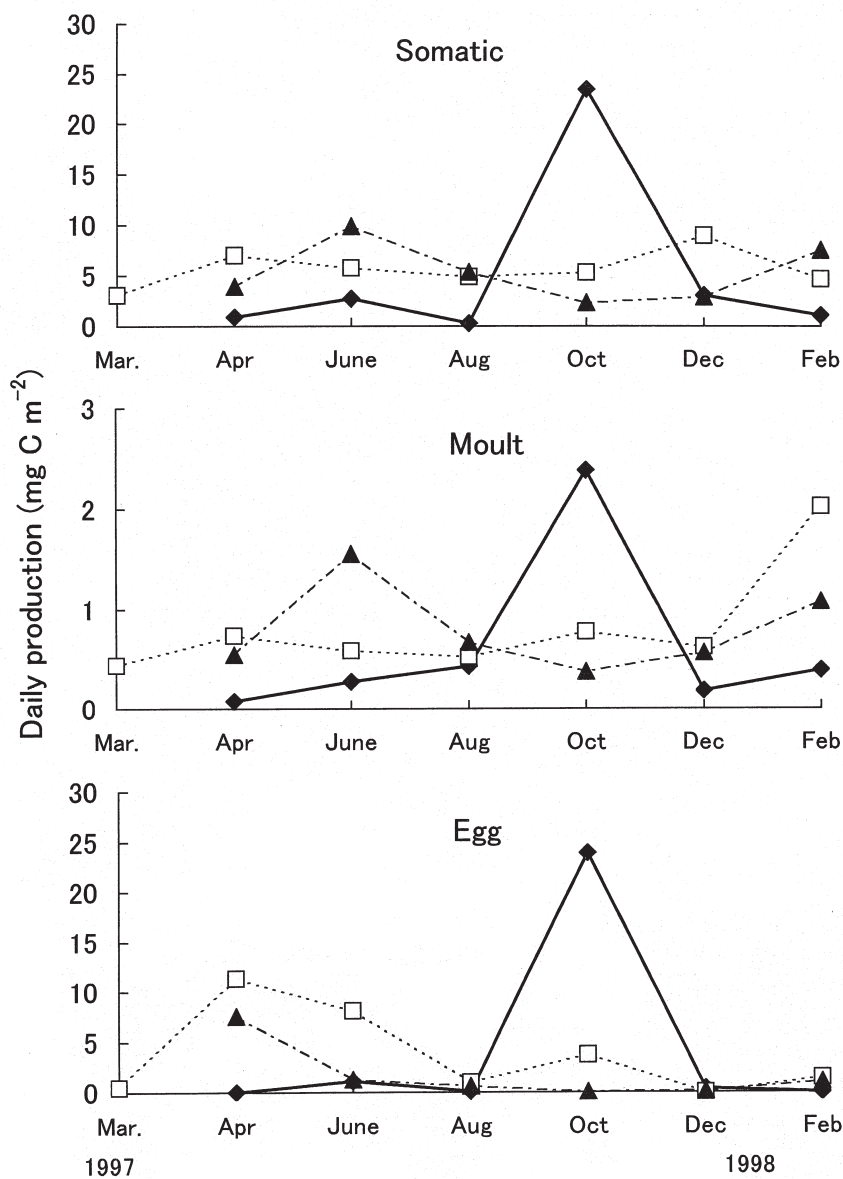 30
Somatic
25
20
15
10
5
0
Mar. Apr June Aug Oct Dec Feb
Daily production (mg C m⁻²)
3
Moult
2
1
0
Mar. Apr June Aug Oct Dec Feb
30
Egg
25
20
15
10
5
0
Mar. Apr June Aug Oct Dec Feb
1997 1998